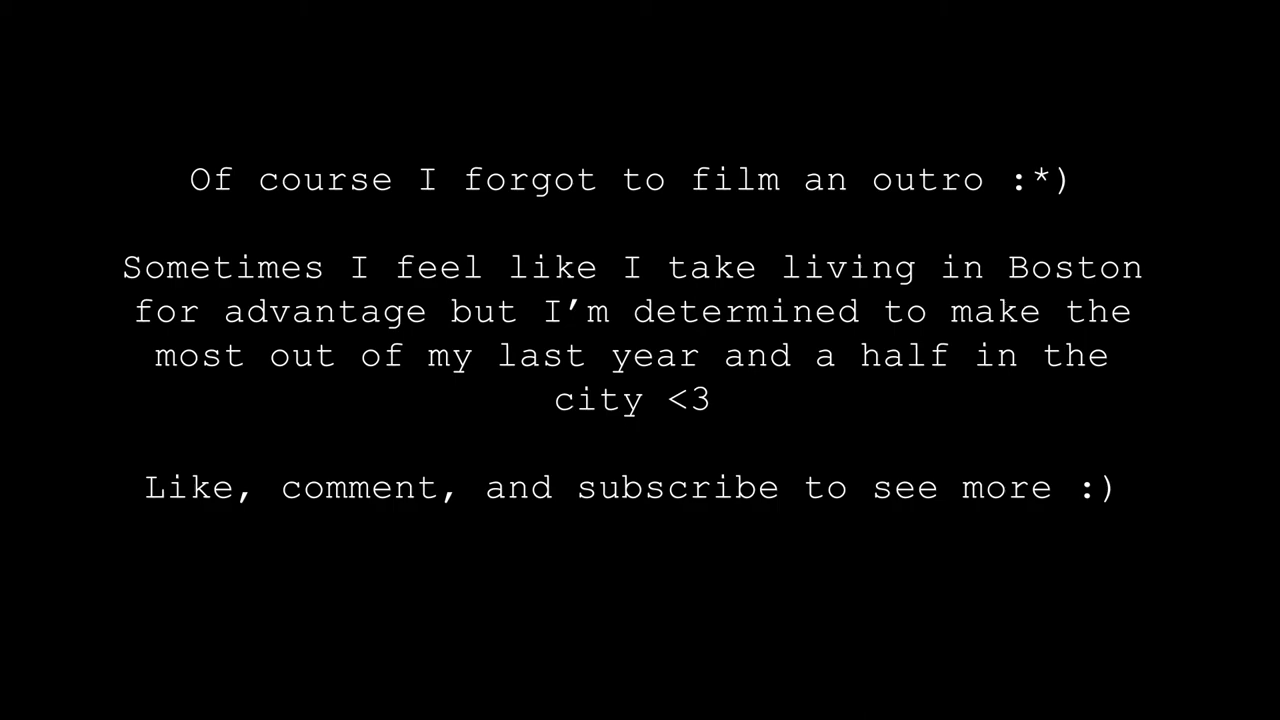 Of course I forgot to film an outro :*)
Sometimes I feel like I take living in Boston
for advantage but I’m determined to make the
most out of my last year and a half in the
city <3
Like, comment, and subscribe to see more :)